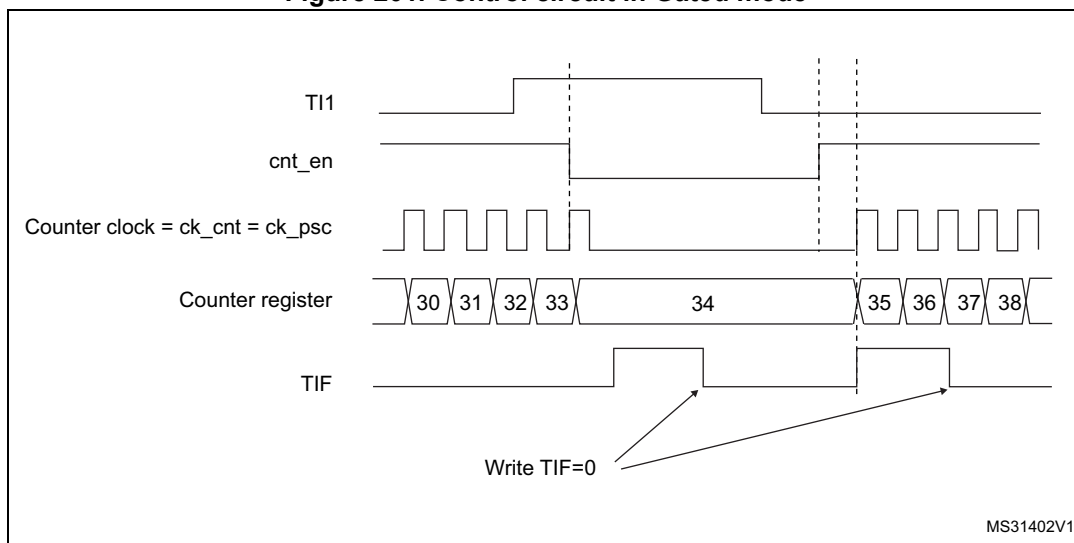 Figure Control circuit in Gated mode
TI1
cnt_en
Counter clock = ck_cnt = ck_psc
Counter register
30 31 32 33 34 35 36 37 38
TIF
Write TIF=0
MS31402V1